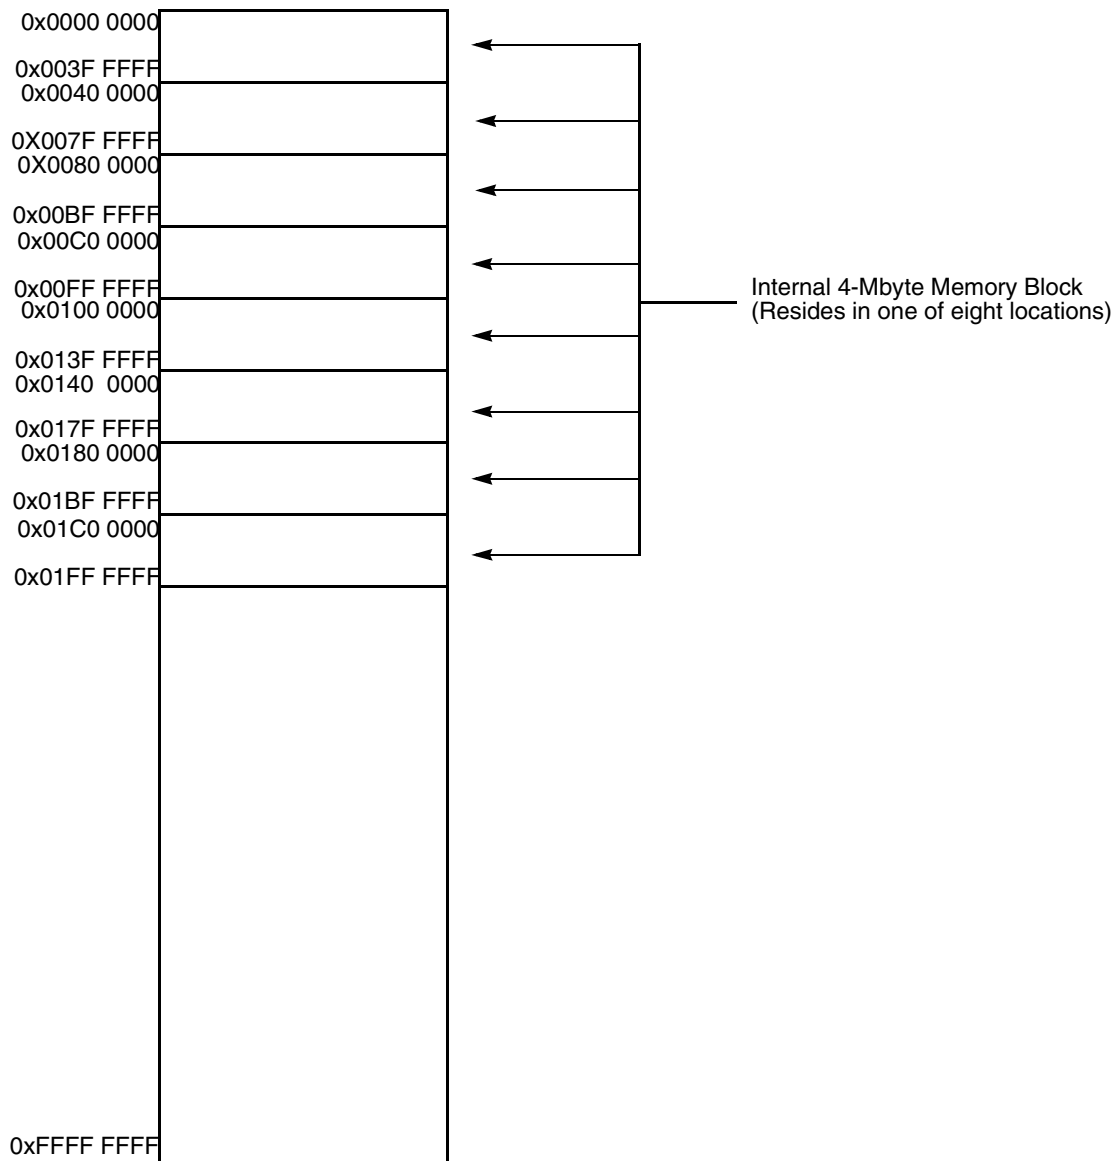 0x0000 0000
0x003F FFFF
0x0040 0000
0X007F FFFF
0X0080 0000
0x00BF FFFF
0x00C0 0000
0x00FF FFFF
0x0100 0000
0x013F FFFF
0x0140  0000
0x017F FFFF
0x0180 0000
0x01BF FFFF
0x01C0 0000
0x01FF FFFF
0xFFFF FFFF
Internal 4-Mbyte Memory Block
(Resides in one of eight locations)